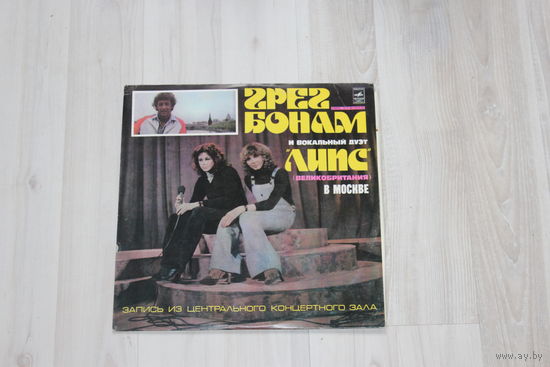 ГРЕГ
БОНАМ
И ВОКАЛЬНЫЙ ДУЭТ
"ЛИПС"
(ВЕЛИКОБРИТАНИЯ)
В МОСКВЕ
ЗАПИСЬ ИЗ ЦЕНТРАЛЬНОГО КОНЦЕРТНОГО ЗАЛА
www.ay.by